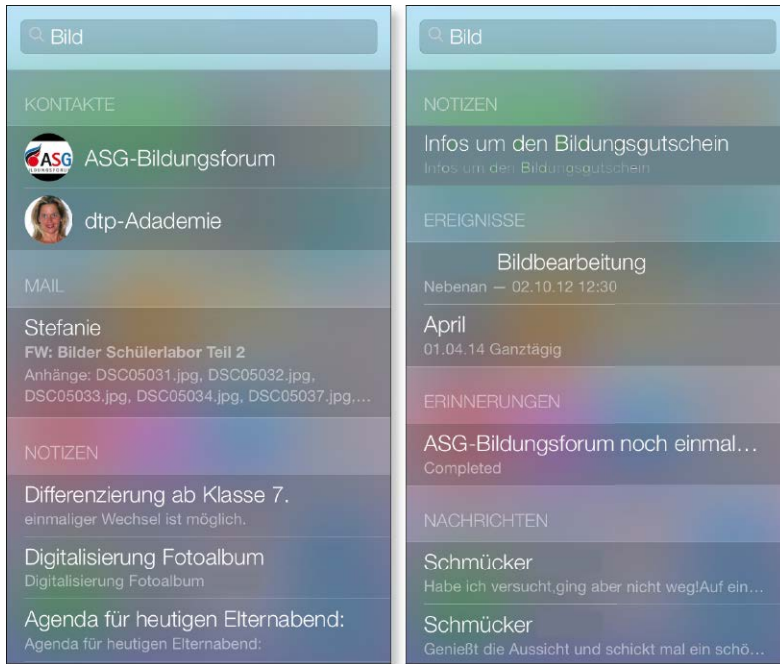 Bild
KONTAKTE
ASG
BILDUNGSFORUM
ASG-Bildungsforum
dtp-Adademie
MAIL
Stefanie
FW: Bilder Schülerlabor Teil 2
Anhänge: DSC05031.jpg, DSC05032.jpg,
DSC05033.jpg, DSC05034.jpg, DSC05037.jpg,…
NOTIZEN
Differenzierung ab Klasse 7.
einmaliger Wechsel ist möglich.
Digitalisierung Fotoalbum
Digitalisierung Fotoalbum
Agenda für heutigen Elternabend:
Agenda für heutigen Elternabend:
Bild
NOTIZEN
Infos um den Bildungsgutschein
Infos um den Bildungsgutschein
EREIGNISSE
Bildbearbeitung
Nebenan — 02.10.12 12:30
April
01.04.14 Ganztägig
ERINNERUNGEN
ASG-Bildungsforum noch einmal…
Completed
NACHRICHTEN
Schmücker
Habe ich versucht,ging aber nicht weg!Auf ein…
Schmücker
Genießt die Aussicht und schickt mal ein schö…